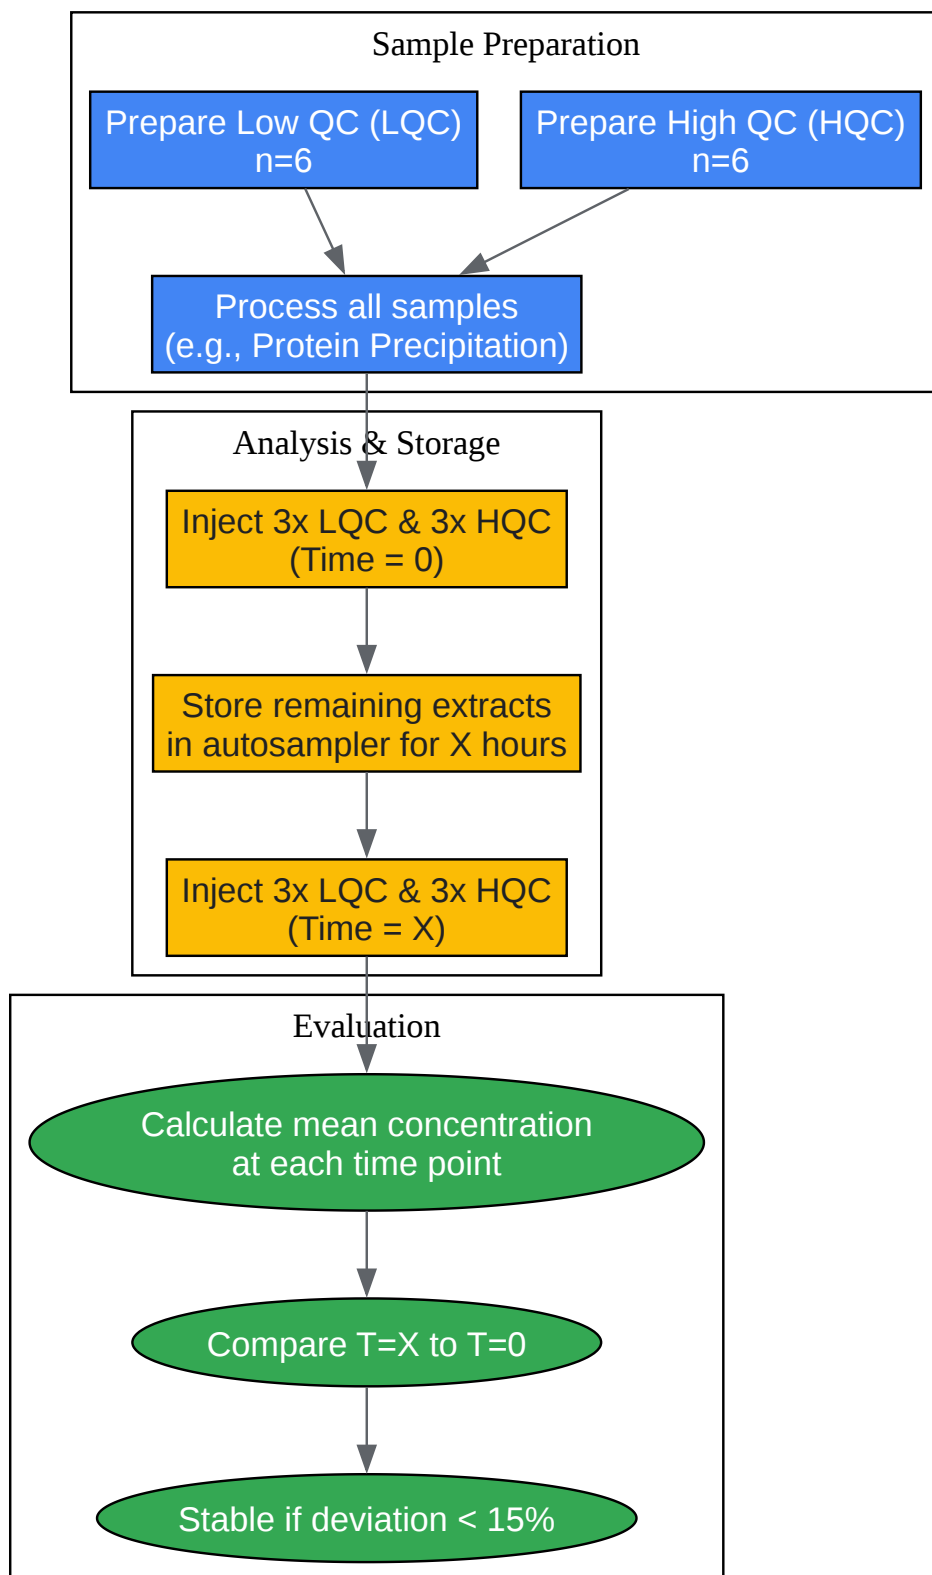 Sample Preparation
Prepare Low QC (LQC)
n=6
Prepare High QC (HQC)
n=6
Process all samples
(e.g., Protein Precipitation)
Analysis & Storage
Inject 3x LQC & 3x HQC
(Time = 0)
Store remaining extracts
in autosampler for X hours
Inject 3x LQC & 3x HQC
(Time = X)
Evaluation
Calculate mean concentration
at each time point
Compare T=X to T=0
Stable if deviation < 15%